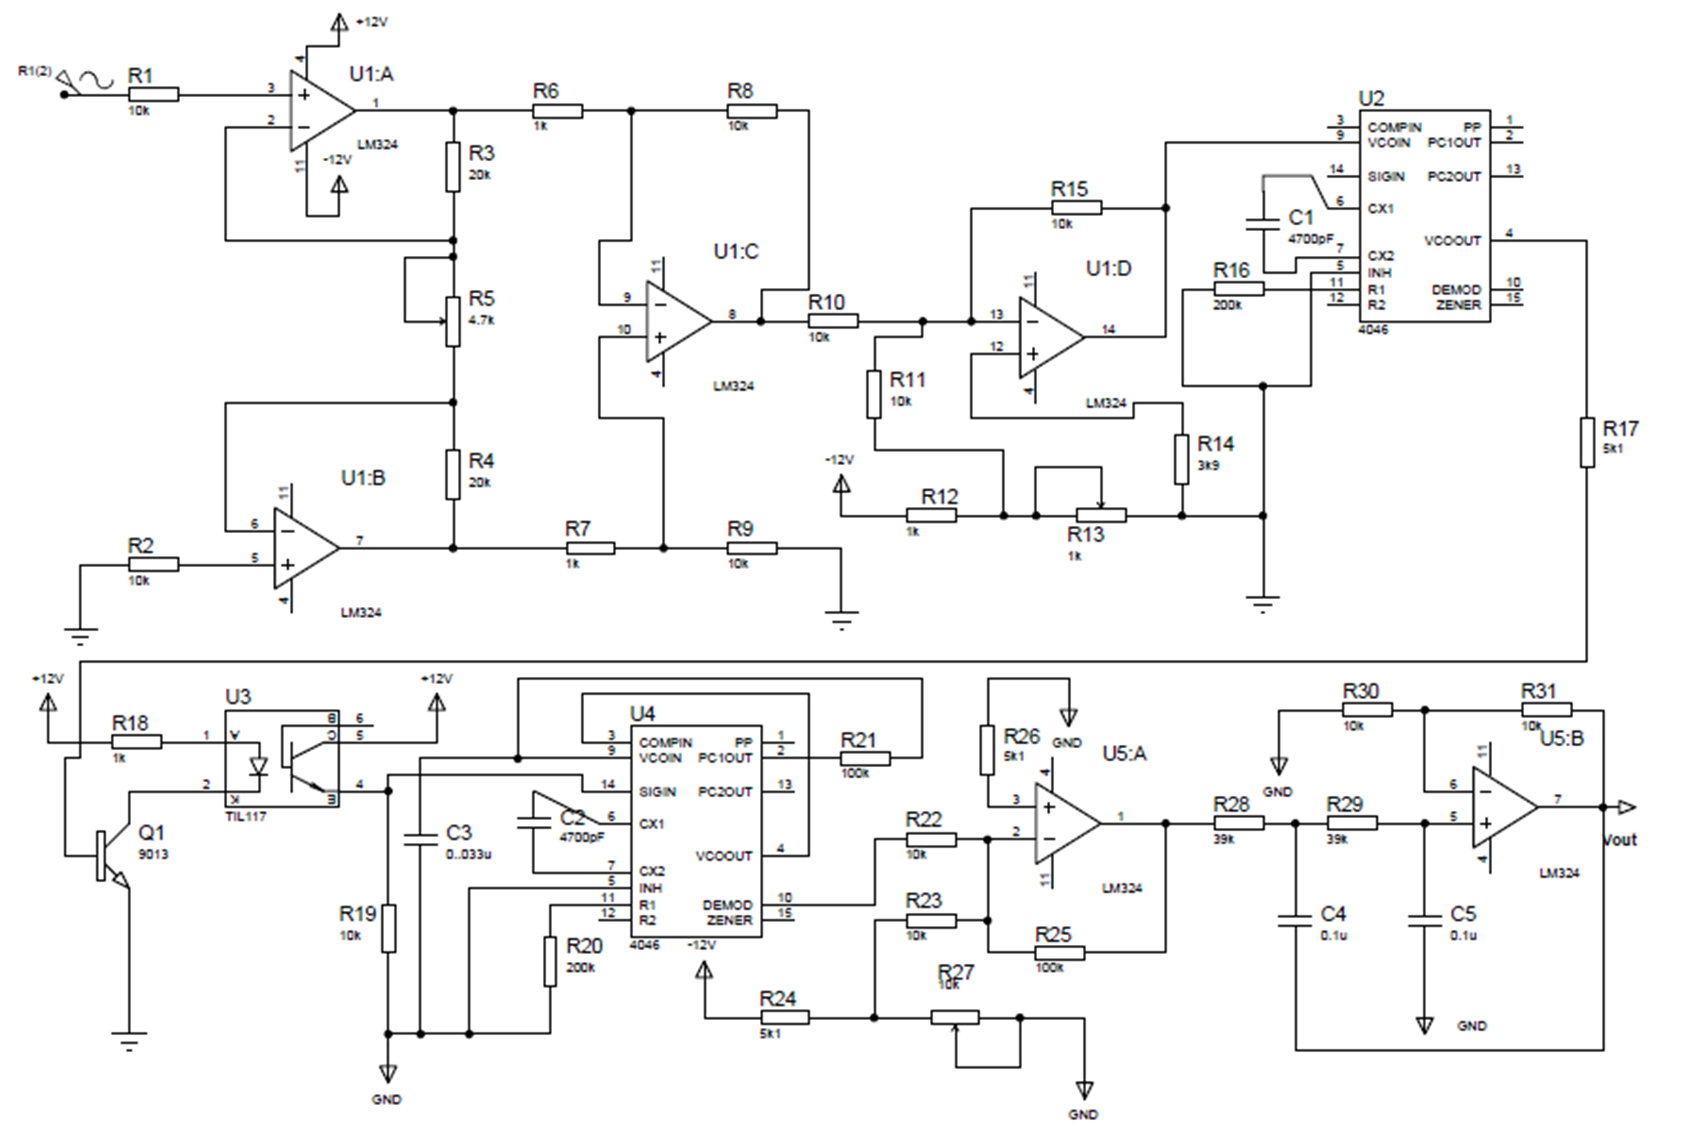 +12V
R1(2)
R1
10k
3
2
4
1
11
U1:A
LM324
-12V
R3
20k
R5
4.7k
R4
20k
R6
1k
R8
10k
U1:C
9
10
11
4
8
LM324
R10
10k
R15
10k
U1:D
13
12
11
4
14
LM324
R11
10k
-12V
R12
1k
R13
1k
R14
3k9
U1:B
6
5
11
4
7
LM324
R2
10k
R7
1k
R9
10k
U2
3 COMPIN PP 1
9 VCOIN PC1OUT 2
14 SIGIN PC2OUT 13
6 CX1
VCOOUT 4
7 CX2
5 INH
11 R1 DEMOD 10
12 R2 ZENER 15
4046
C1
4700pF
R16
200k
R17
5k1
+12V
R18
1k
U3
1 A
2 K
B 6
C 5
E 4
TIL117
+12V
Q1
9013
R19
10k
C3
0..033u
C2
4700pF
GND
R20
200k
U4
3 COMPIN PP 1
9 VCOIN PC1OUT 2
14 SIGIN PC2OUT 13
6 CX1
VCOOUT 4
7 CX2
5 INH
11 R1 DEMOD 10
12 R2 ZENER 15
4046
R21
100k
R22
10k
R23
10k
-12V
R24
5k1
R27
10k
GND
R25
100k
R26
5k1
GND
U5:A
3
2
4
11
1
LM324
R28
39k
R29
39k
C4
0.1u
C5
0.1u
GND
R30
10k
GND
R31
10k
U5:B
6
5
11
4
7
LM324
Vout